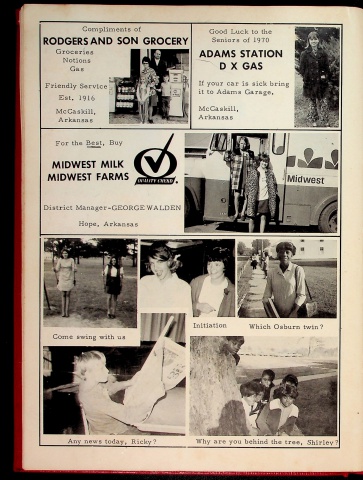 Compliments of
RODGERS AND SON GROCERY
Groceries
Notions
Gas
Friendly Service
Est. 1916
McCaskill,
Arkansas
Good Luck to the
Seniors of 1970
ADAMS STATION
D X GAS
If your car is sick bring
it to Adams Garage,
McCaskill,
Arkansas
For the Best, Buy
MIDWEST MILK
MIDWEST FARMS
QUALITY CHEKD
District Manager-GEORGE WALDEN
Hope, Arkansas
Midwest
Come swing with us
Initiation
Which Osburn twin?
Any news today, Ricky?
Why are you behind the tree, Shirley?